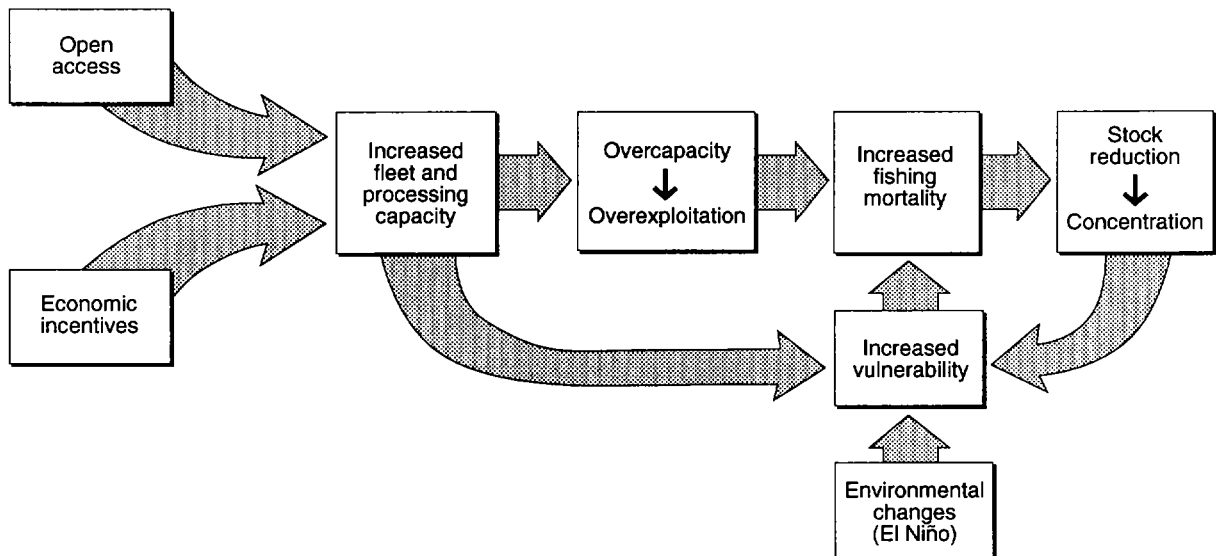 Open
access
Economic
incentives
Increased
fleet and
processing
capacity
Overcapacity
Overexploitation
Increased
fishing
mortality
Stock
reduction
Concentration
Increased
vulnerability
Environmental
changes
(El Niño)